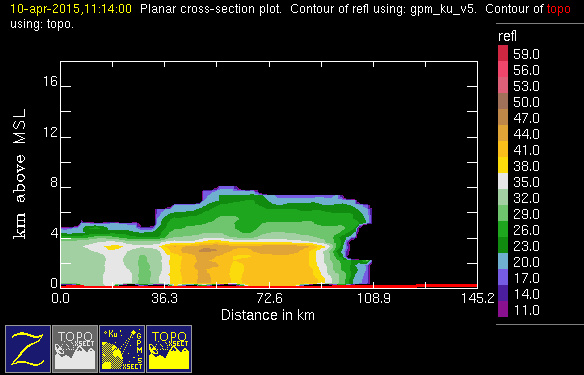 10-apr-2015,11:14:00 Planar cross-section plot. Contour of refl using: gpm_ku_v5. Contour of topo
using: topo.
refl
59.0
56.0
53.0
50.0
47.0
44.0
41.0
38.0
35.0
32.0
29.0
26.0
23.0
20.0
17.0
14.0
11.0
km above MSL
16
12
8
4
0
0.0 36.3 72.6 108.9 145.2
Distance in km
Z
TOPO
XSECT
"Ku"
GPM
XSECT
TOPO
XSECT